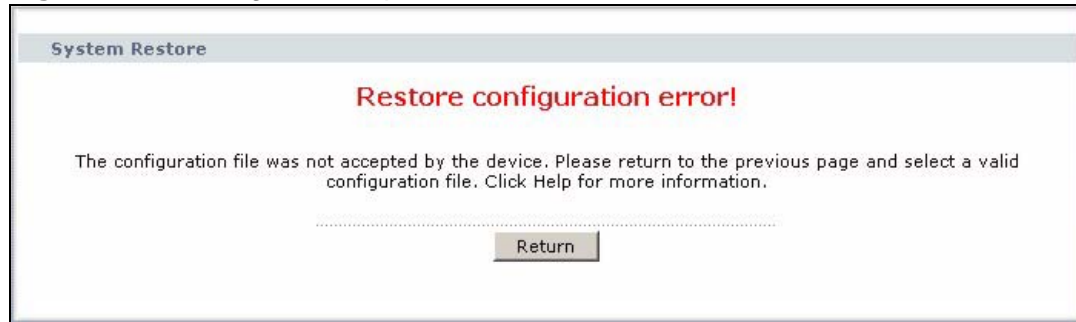 System Restore
Restore configuration error!
The configuration file was not accepted by the device. Please return to the previous page and select a valid
configuration file. Click Help for more information.
Return